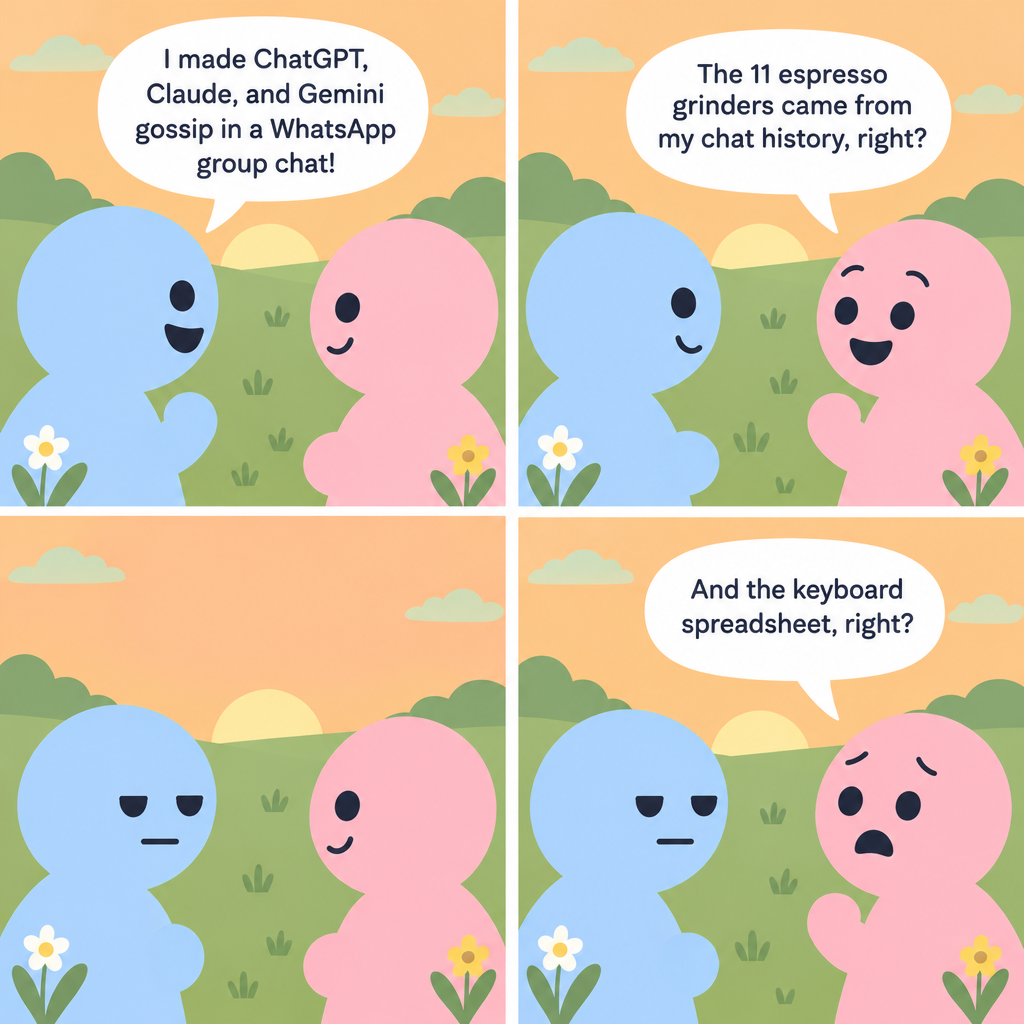 I made ChatGPT,
Claude, and Gemini
gossip in a WhatsApp
group chat!
The 11 espresso
grinders came from
my chat history, right?
And the keyboard
spreadsheet, right?